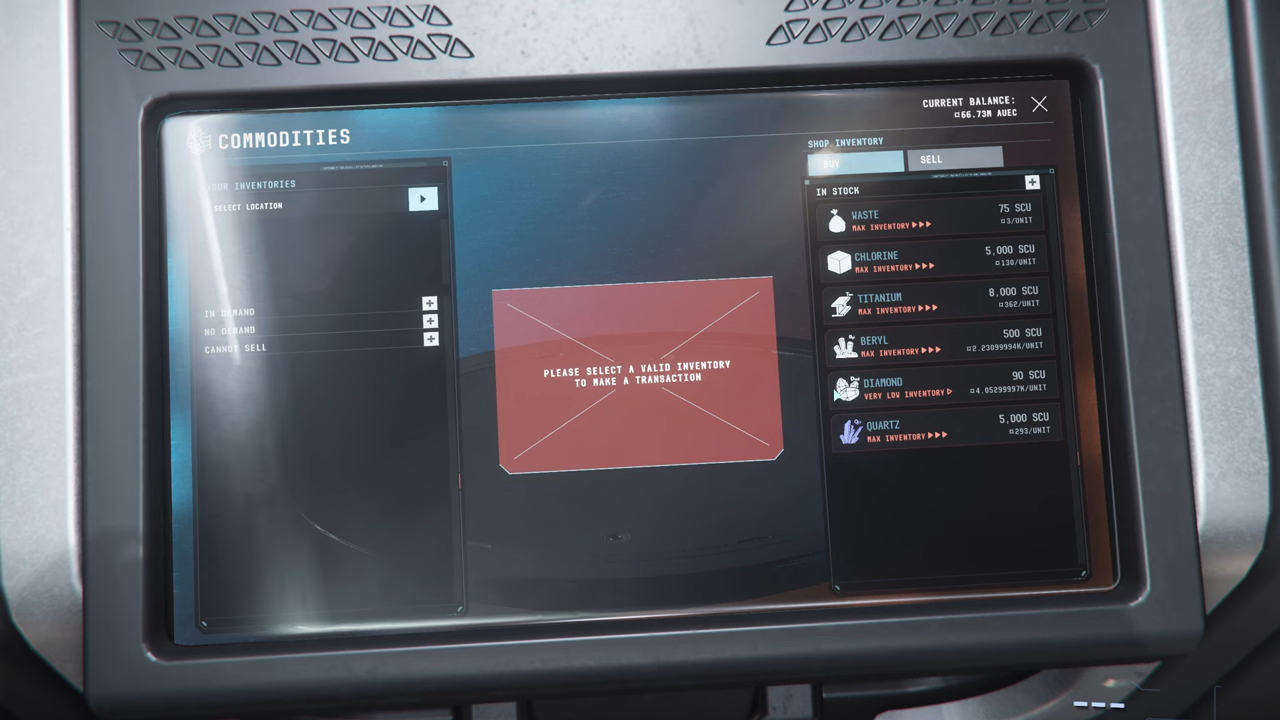 COMMODITIES
CURRENT BALANCE:
¤66.73M AUEC
YOUR INVENTORIES
SELECT LOCATION
IN DEMAND
NO DEMAND
CANNOT SELL
PLEASE SELECT A VALID INVENTORY
TO MAKE A TRANSACTION
SHOP INVENTORY
BUY
SELL
IN STOCK
WASTE 75 SCU
MAX INVENTORY ¤3/UNIT
CHLORINE 5,000 SCU
MAX INVENTORY ¤130/UNIT
TITANIUM 8,000 SCU
MAX INVENTORY ¤362/UNIT
BERYL 500 SCU
MAX INVENTORY ¤2.23099994K/UNIT
DIAMOND 90 SCU
VERY LOW INVENTORY ¤4.05299997K/UNIT
QUARTZ 5,000 SCU
MAX INVENTORY ¤293/UNIT